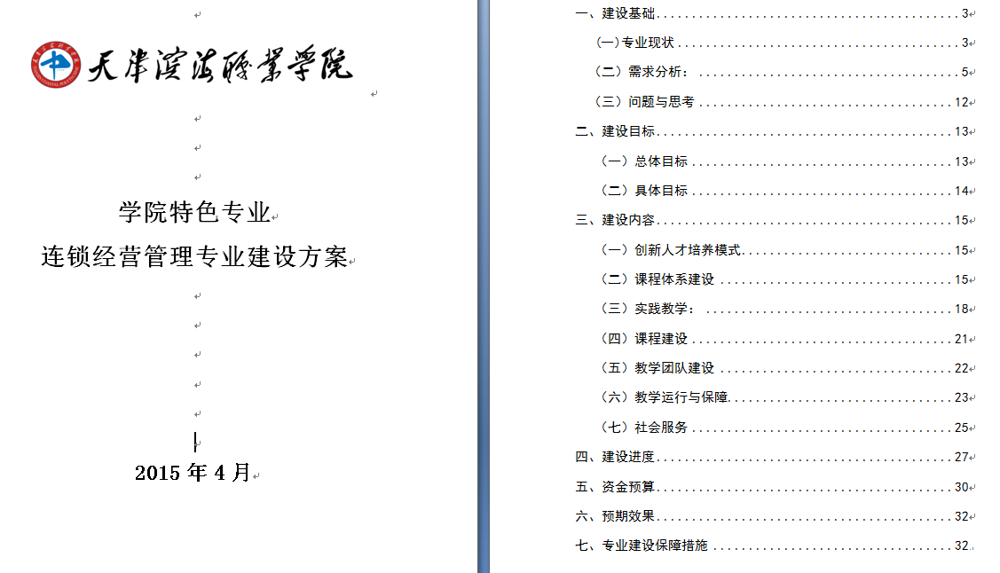 天津滨海职业学院
学院特色专业
连锁经营管理专业建设方案
2015 年 4 月
一、建设基础......................................3
(一)专业现状......................................3
（二）需求分析：......................................5
（三）问题与思考......................................12
二、建设目标......................................13
（一）总体目标......................................13
（二）具体目标......................................14
三、建设内容......................................15
（一）创新人才培养模式......................................15
（二）课程体系建设......................................15
（三）实践教学：......................................18
（四）课程建设......................................21
（五）教学团队建设......................................22
（六）教学运行与保障......................................23
（七）社会服务......................................25
四、建设进度......................................27
五、资金预算......................................30
六、预期效果......................................32
七、专业建设保障措施......................................32